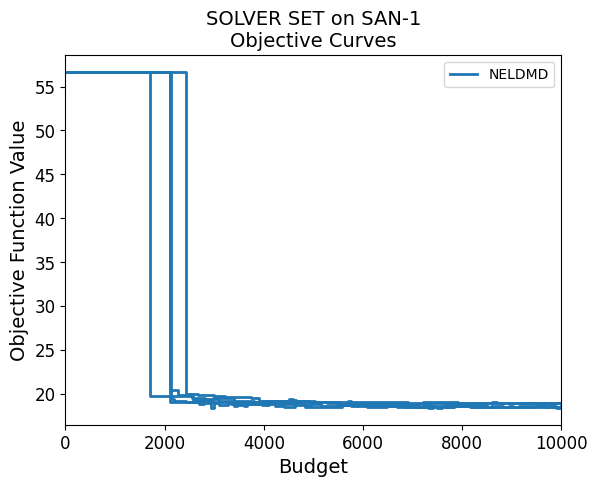 SOLVER SET on SAN-1
Objective Curves
NELDMD
Objective Function Value
55
50
45
40
35
30
25
20
0 2000 4000 6000 8000 10000
Budget